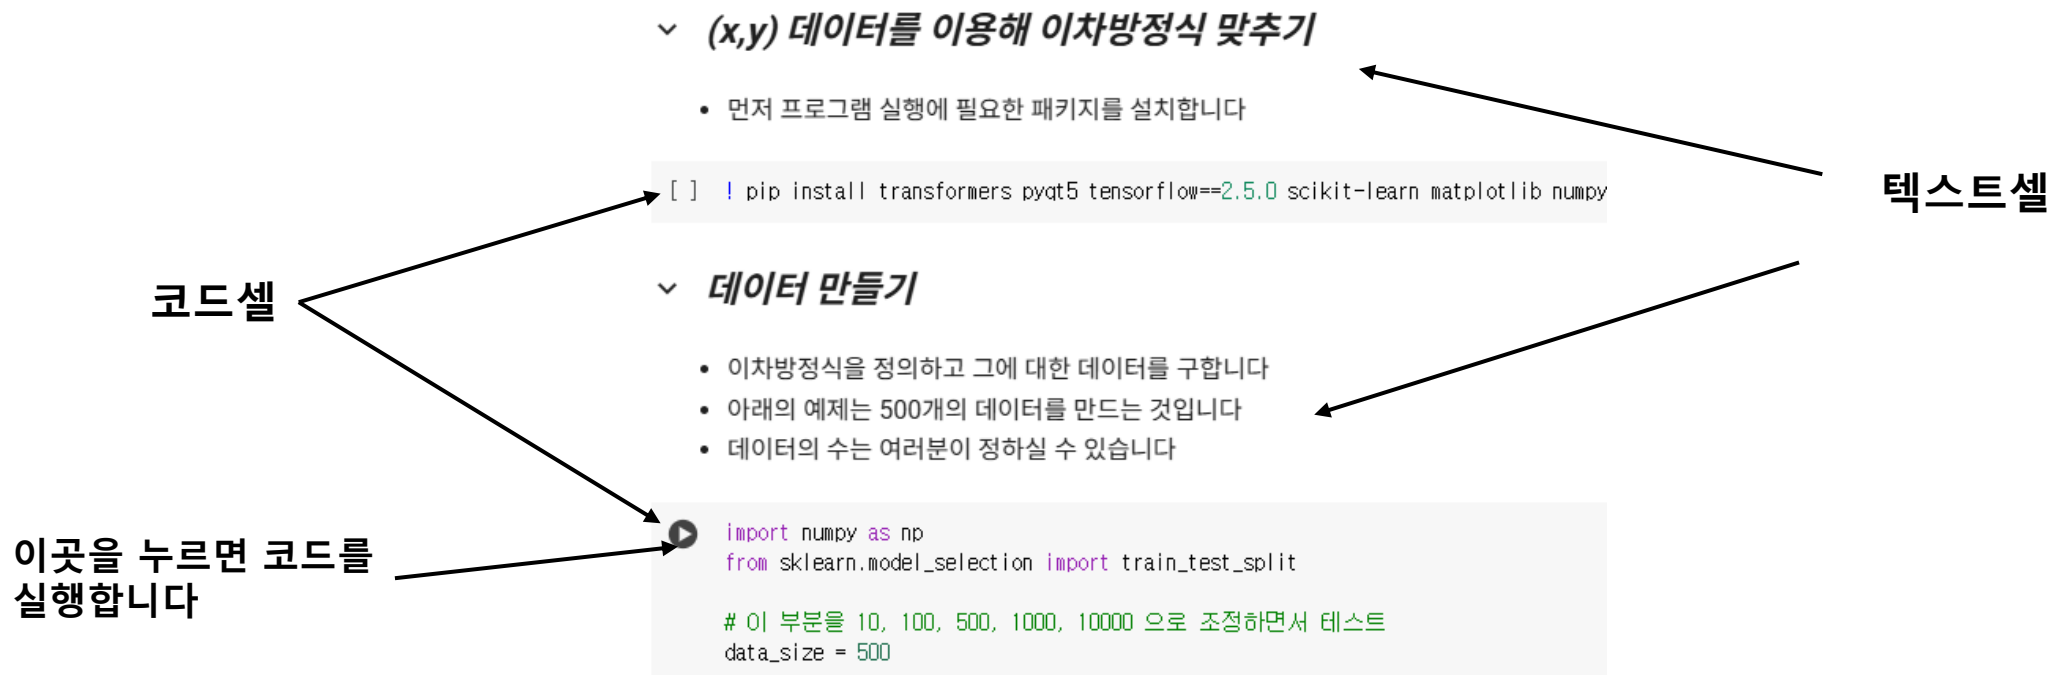 (x,y) 데이터를 이용해 이차방정식 맞추기
• 먼저 프로그램 실행에 필요한 패키지를 설치합니다
[ ] ! pip install transformers pyqt5 tensorflow==2.5.0 scikit-learn matplotlib numpy
텍스트셀
코드셀
데이터 만들기
• 이차방정식을 정의하고 그에 대한 데이터를 구합니다
• 아래의 예제는 500개의 데이터를 만드는 것입니다
• 데이터의 수는 여러분이 정하실 수 있습니다
이곳을 누르면 코드를
실행합니다
import numpy as np
from sklearn.model_selection import train_test_split
# 이 부분을 10, 100, 500, 1000, 10000 으로 조정하면서 테스트
data_size = 500